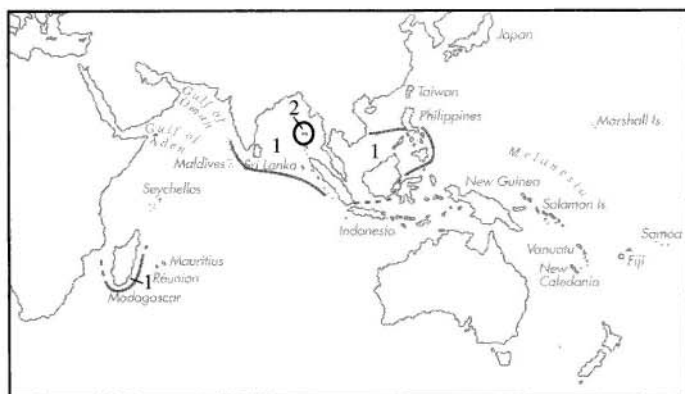 Japan
Taiwan
Philippines
Gulf of
Oman
Gulf of
Aden
2
1
1
Marshall Is.
Maldives
Sri Lanka
Melanesia
Seychelles
New Guinea
Solomon Is.
Indonesia
Samoa
Mauritius
Réunion
1
Madagascar
Vanuatu
Fiji
New
Caledonia